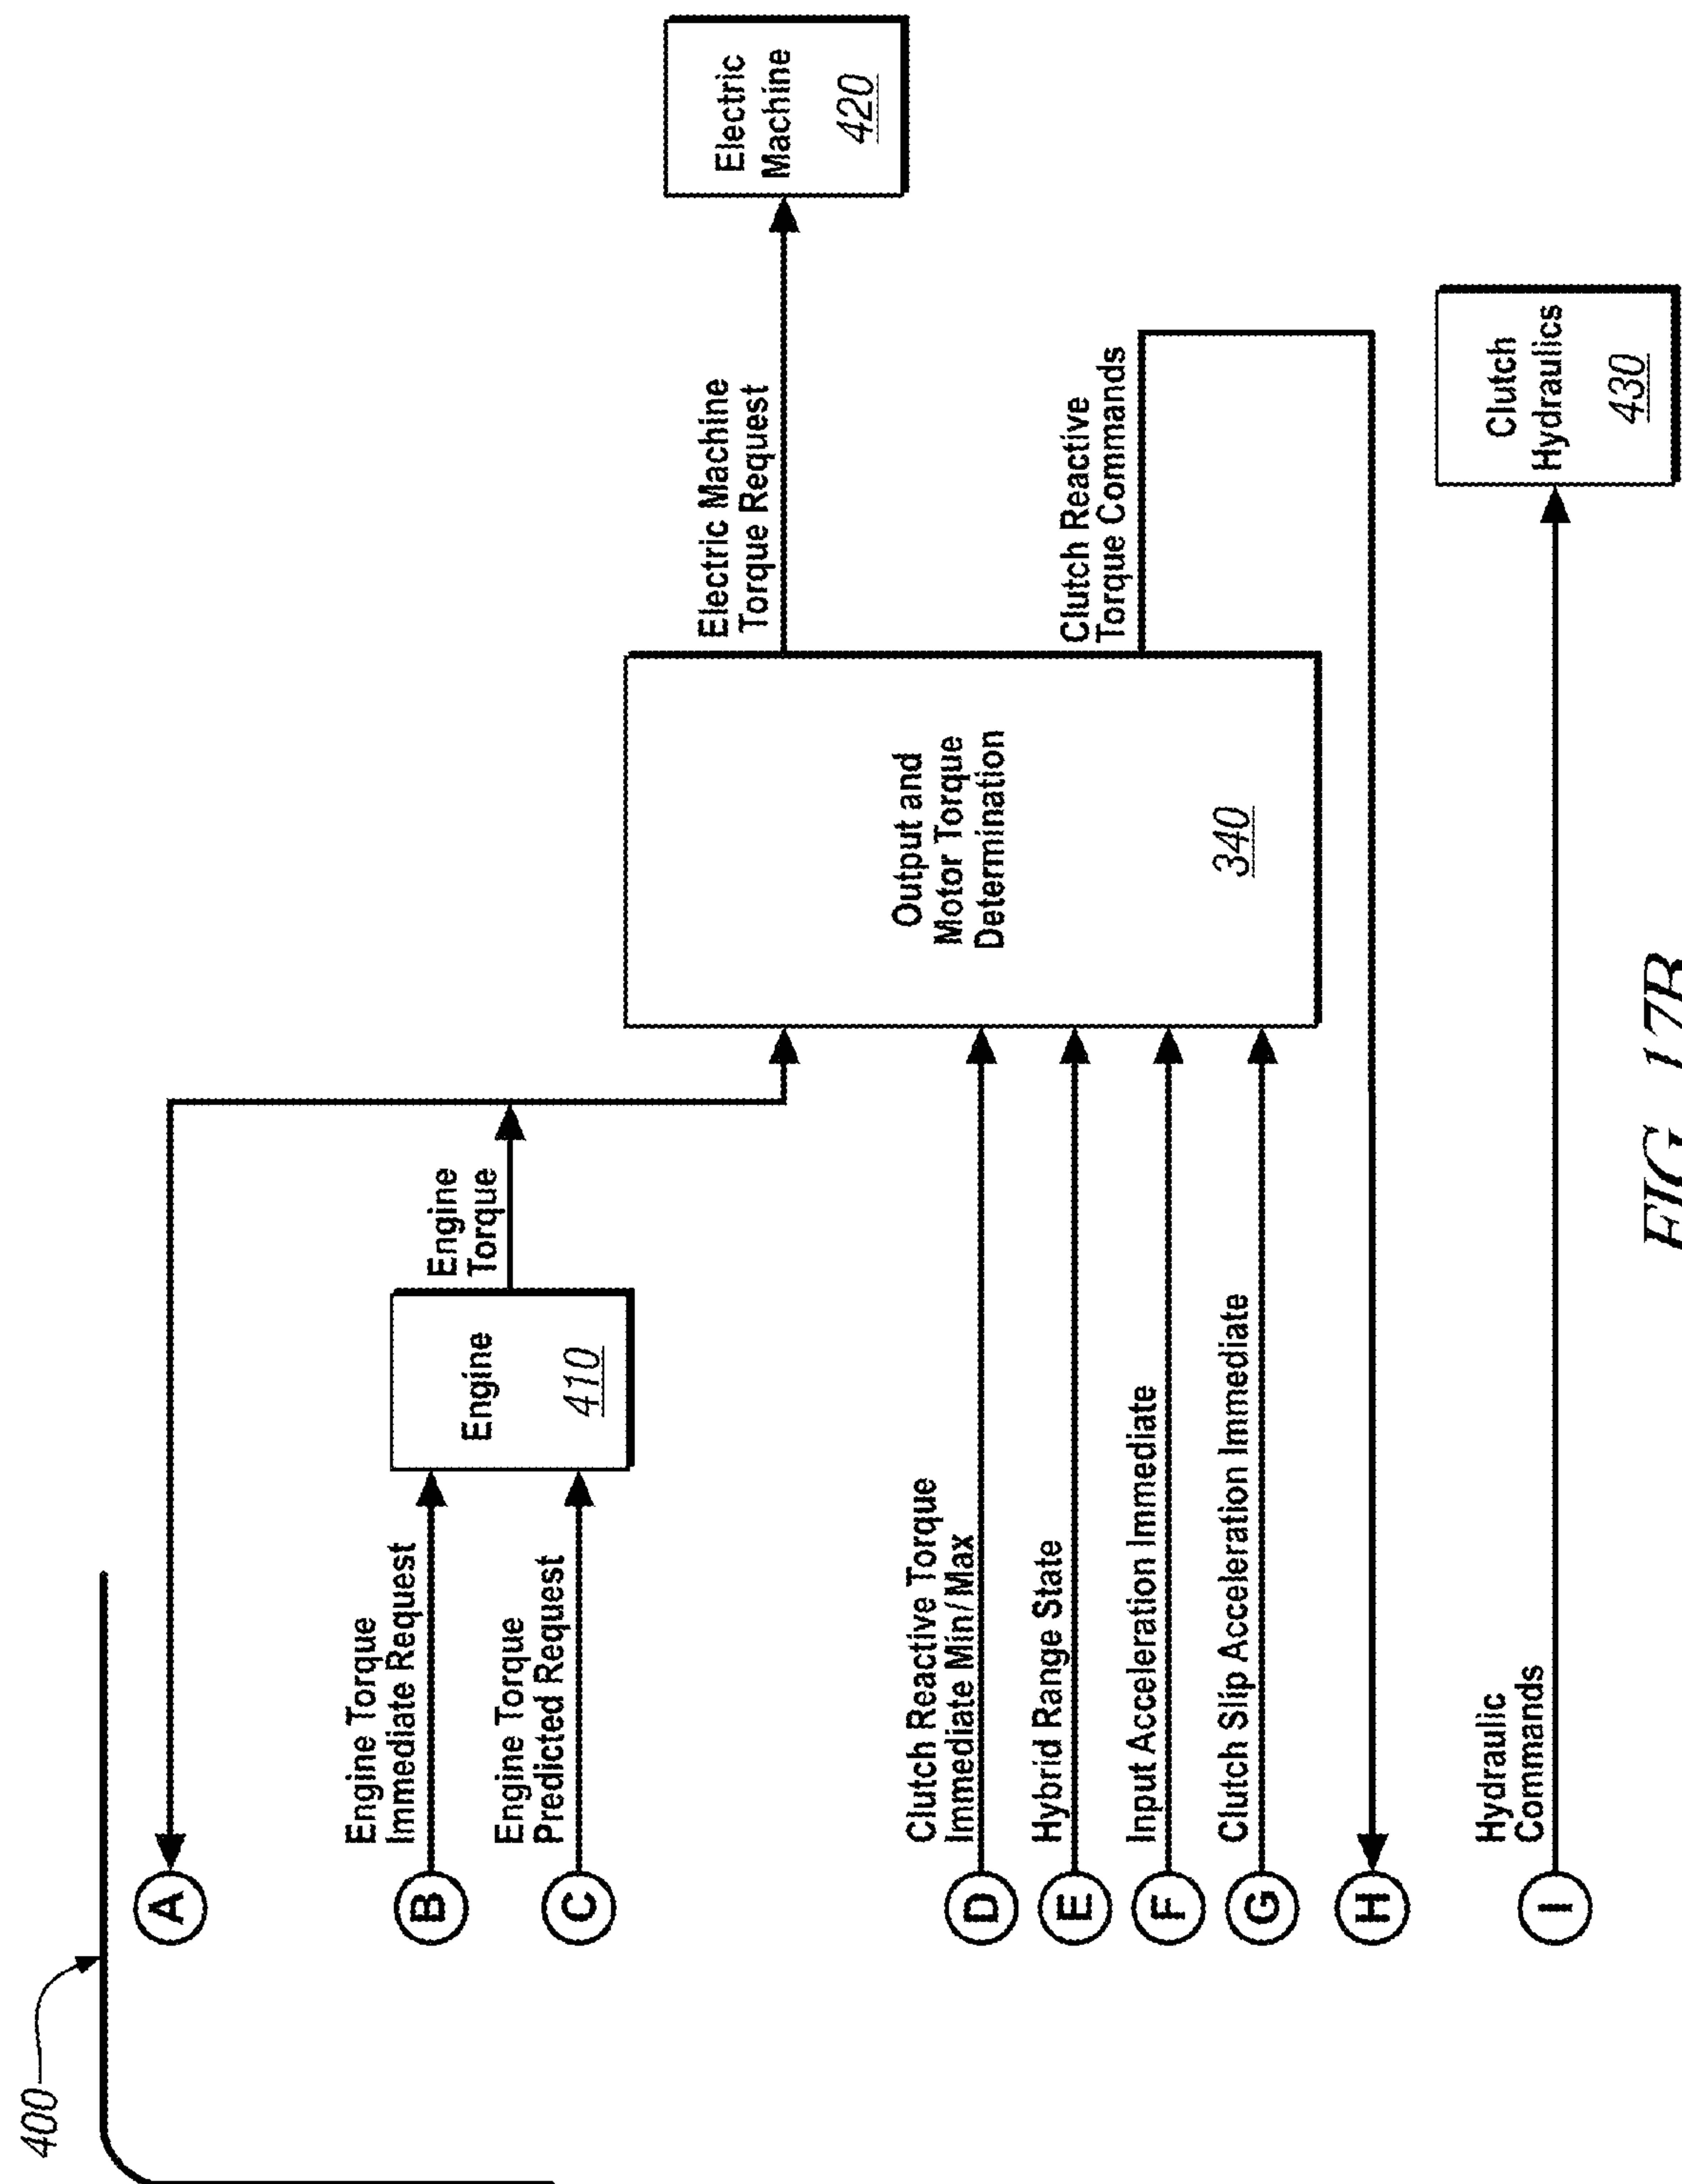 400
A
Engine Torque
Immediate Request
B
Engine Torque
Predicted Request
C
Engine
410
Engine
Torque
Electric Machine
Torque Request
Electric
Machine
420
Output and
Motor Torque
Determination
340
Clutch Reactive Torque
Immediate Min/Max
D
Hybrid Range State
E
Input Acceleration Immediate
F
Clutch Slip Acceleration Immediate
G
Clutch Reactive
Torque Commands
H
Hydraulic
Commands
I
Clutch
Hydraulics
430
FIG. 17B